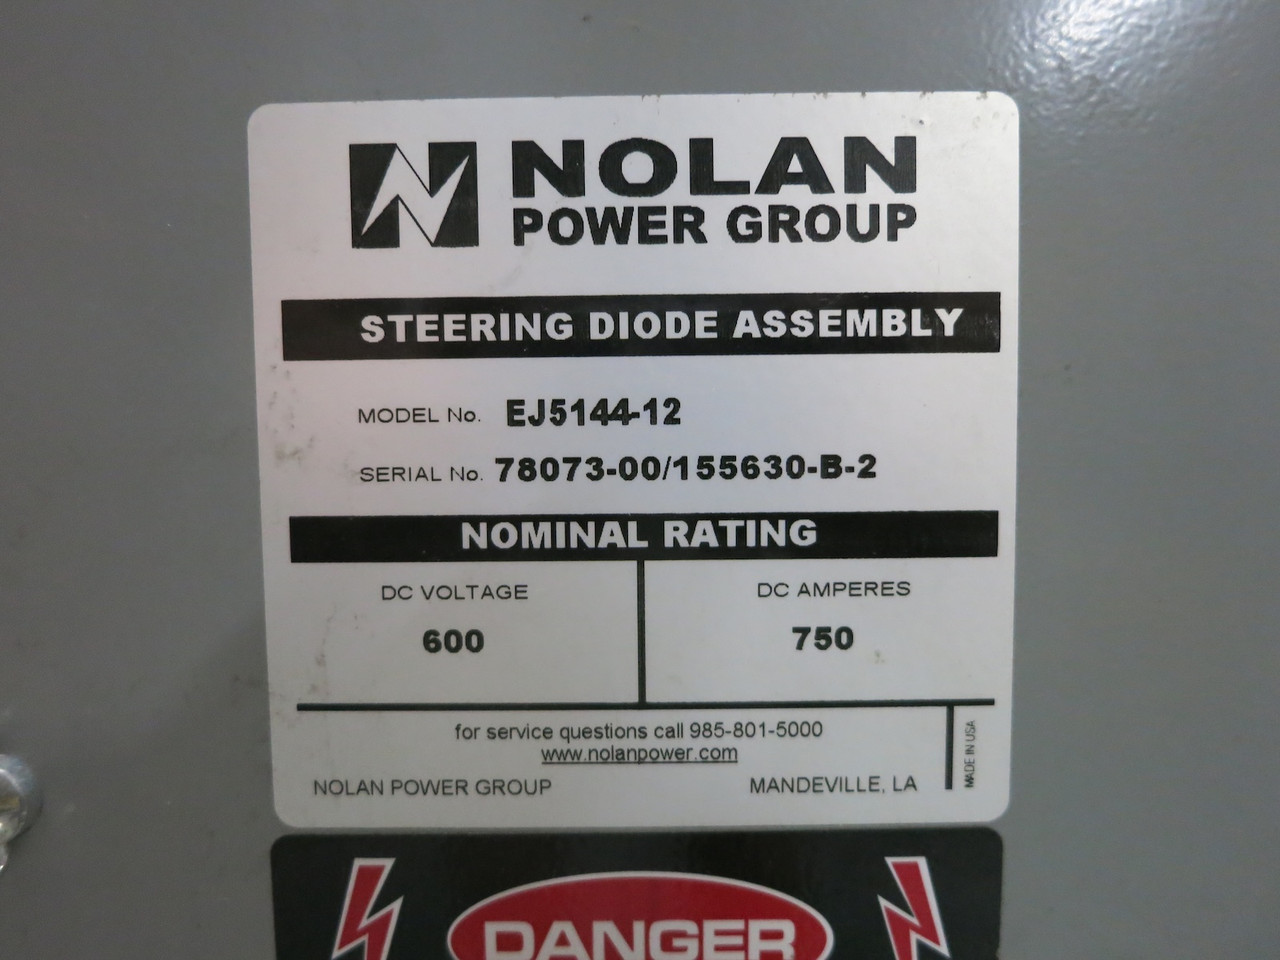 NOLAN
POWER GROUP
STEERING DIODE ASSEMBLY
MODEL No. EJ5144-12
SERIAL No. 78073-00/155630-B-2
NOMINAL RATING
DC VOLTAGE
600
DC AMPERES
750
for service questions call 985-801-5000
www.nolanpower.com
NOLAN POWER GROUP MANDEVILLE, LA
MADE IN USA
DANGER